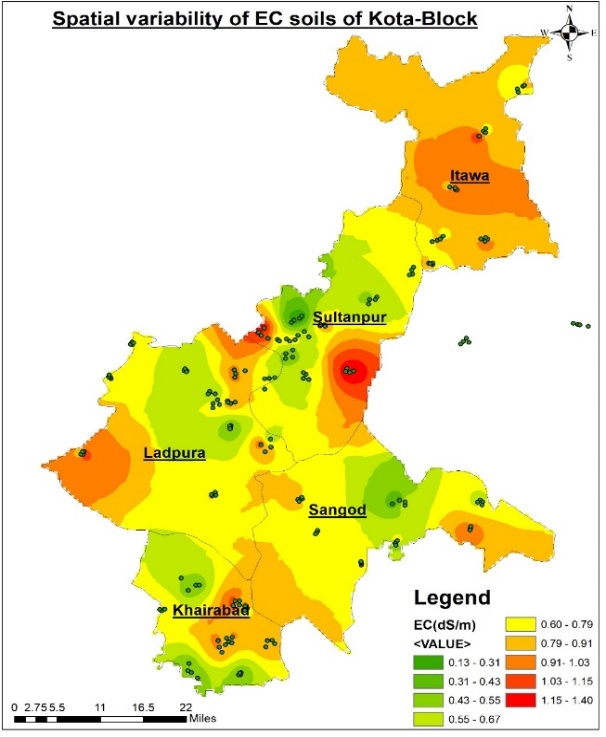 Spatial variability of EC soils of Kota-Block
N
W E
S
Itawa
Sultanpur
Ladpura
Sangod
Khairabad
Legend
EC(dS/m)
<VALUE>
0.13 - 0.31
0.31 - 0.43
0.43 - 0.55
0.55 - 0.67
0.60 - 0.79
0.79 - 0.91
0.91- 1.03
1.03 - 1.15
1.15 - 1.40
0 2.75 5.5 11 16.5 22
Miles